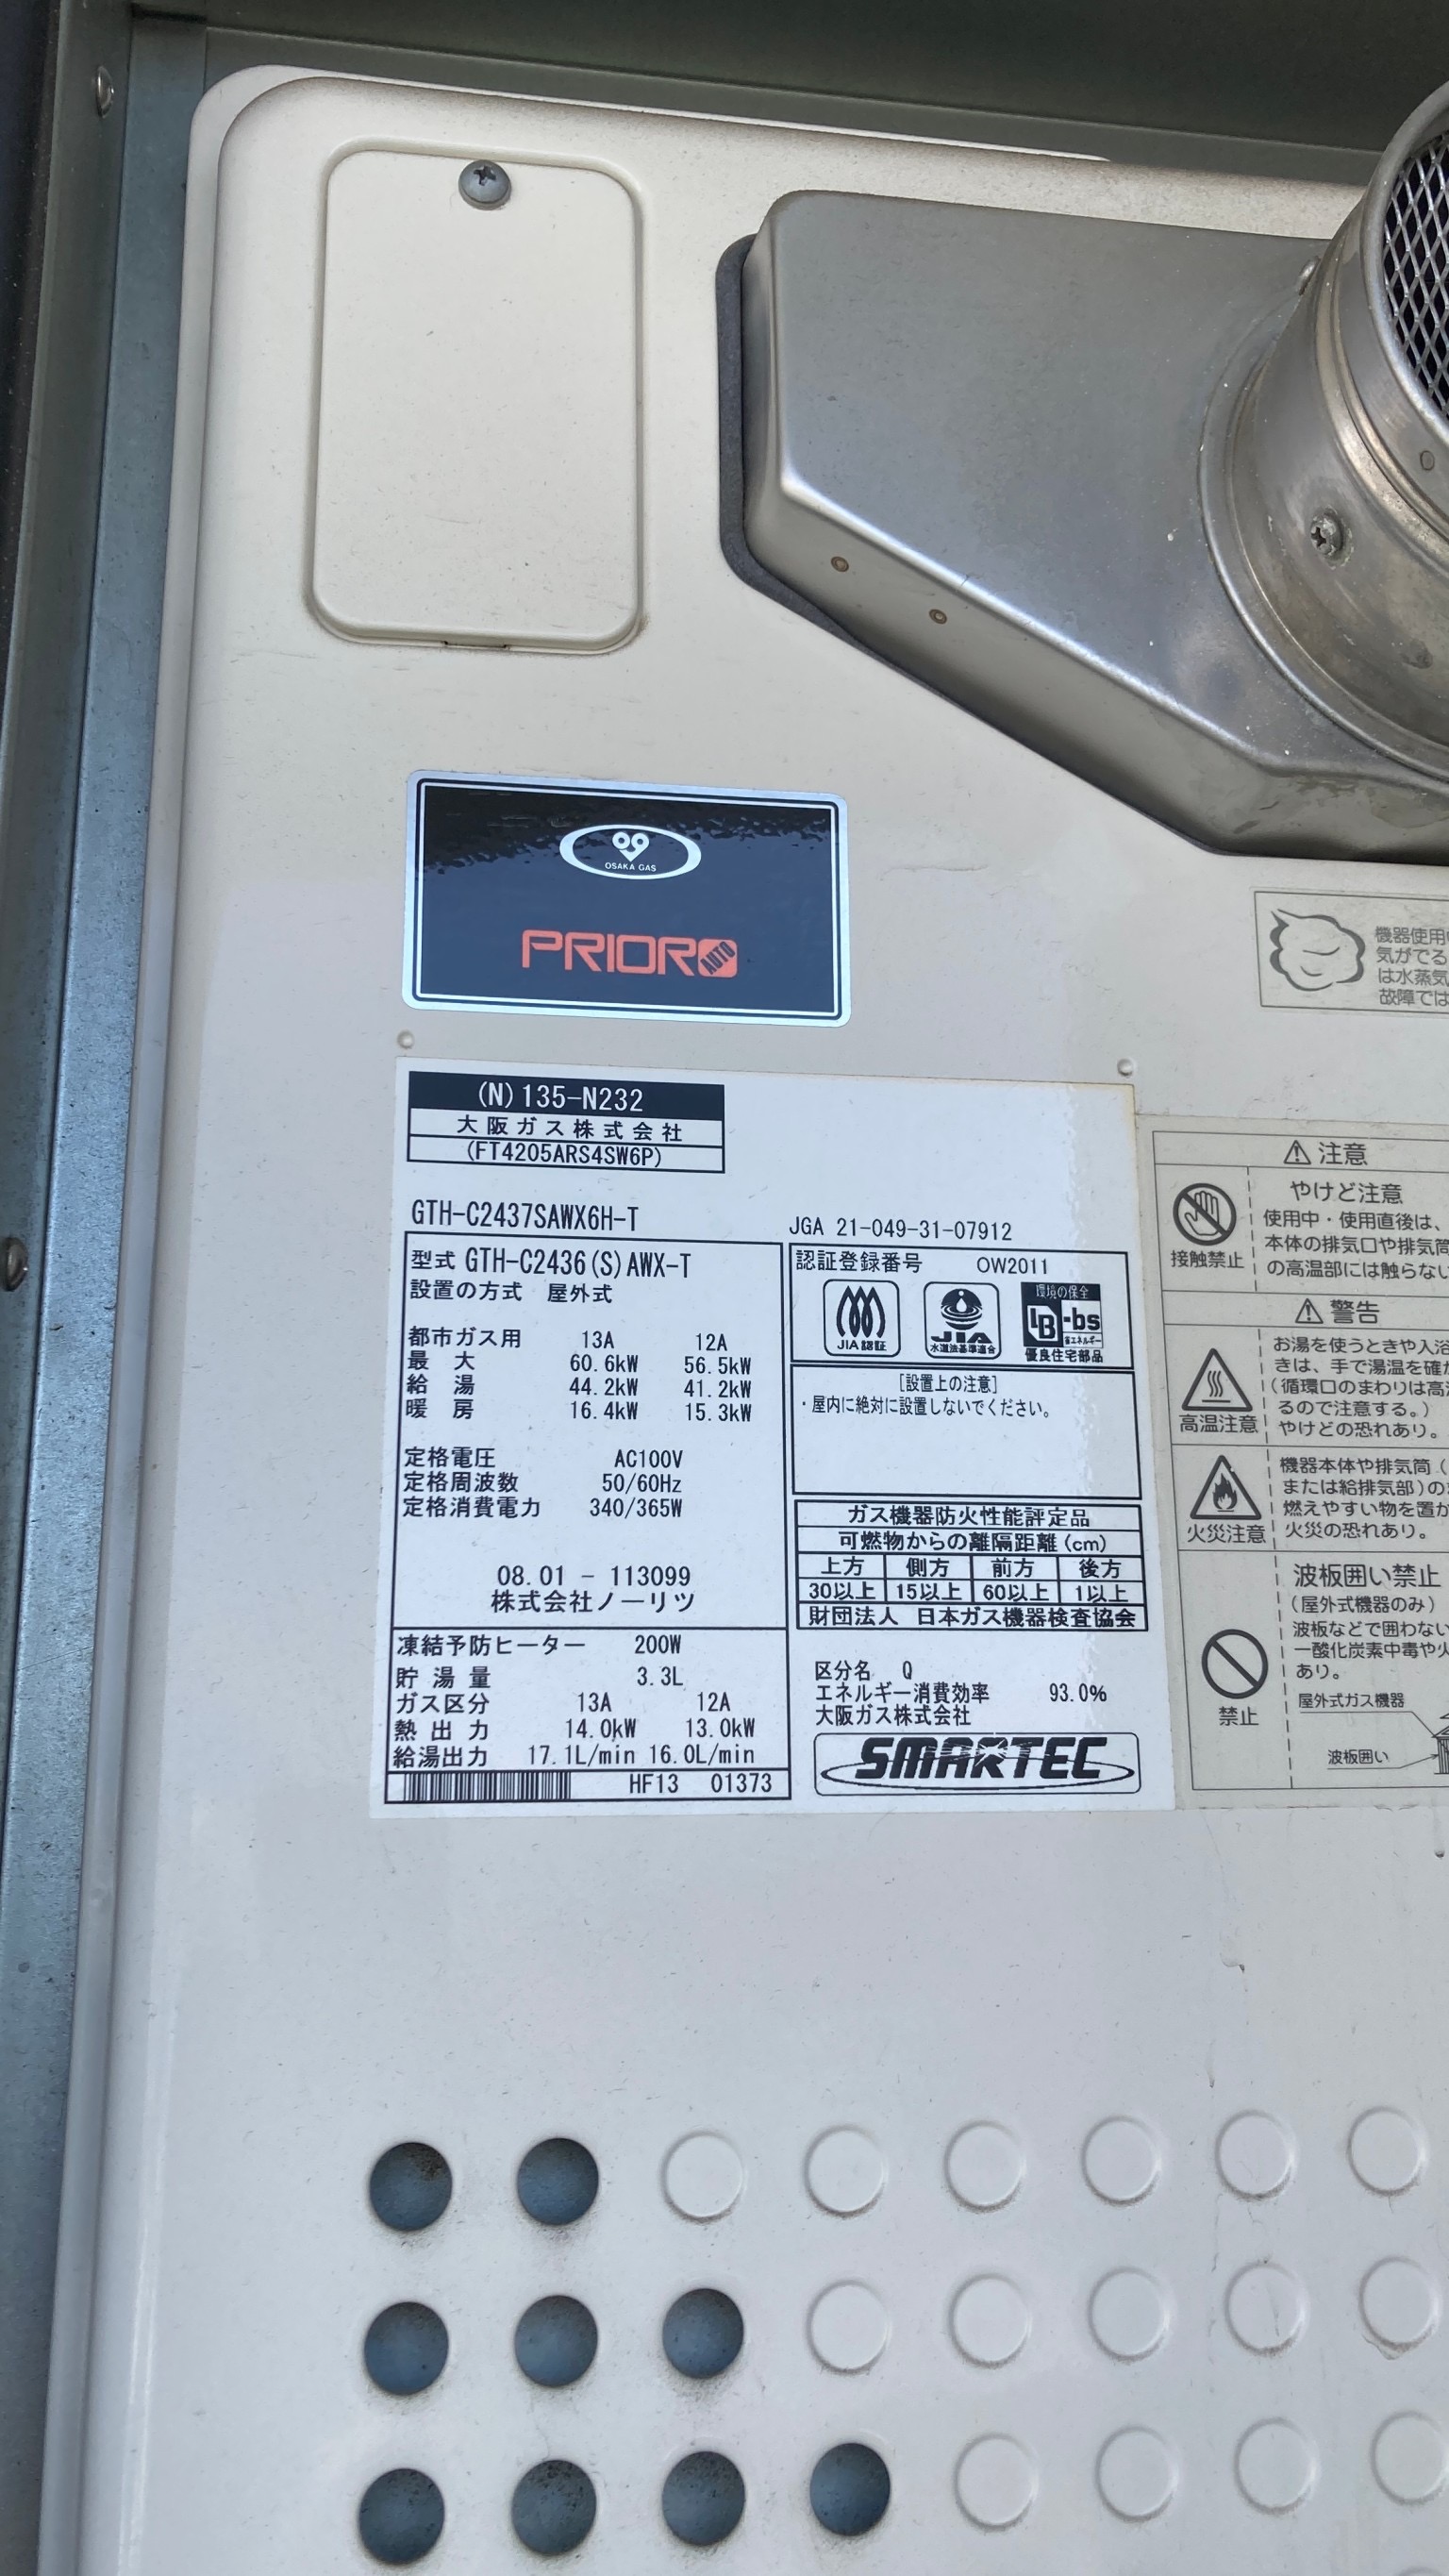 OSAKA GAS
PRIOR AUTO
機器使用
気がでる
は水蒸気
故障では
(N)135-N232
大阪ガス株式会社
(FT4205ARS4SW6P)
GTH-C2437SAWX6H-T
型式 GTH-C2436(S)AWX-T
設置の方式 屋外式
都市ガス用 13A 12A
最大 60.6kW 56.5kW
給湯 44.2kW 41.2kW
暖房 16.4kW 15.3kW
定格電圧 AC100V
定格周波数 50/60Hz
定格消費電力 340/365W
08.01 - 113099
株式会社ノーリツ
凍結予防ヒーター 200W
貯湯量 3.3L
ガス区分 13A 12A
熱出力 14.0kW 13.0kW
給湯出力 17.1L/min 16.0L/min
HF13 01373
JGA 21-049-31-07912
認証登録番号 OW2011
JIA認証
JIA
水道法基準適合
環境の保全
BL-bs
省エネルギー
優良住宅部品
[設置上の注意]
・屋内に絶対に設置しないでください。
ガス機器防火性能評定品
可燃物からの離隔距離(cm)
上方 側方 前方 後方
30以上 15以上 60以上 1以上
財団法人 日本ガス機器検査協会
区分名 Q
エネルギー消費効率 93.0%
大阪ガス株式会社
SMARTEC
注意
やけど注意
使用中・使用直後は、
本体の排気口や排気筒
の高温部には触らない
接触禁止
警告
お湯を使うときや入浴
きは、手で湯温を確か
(循環口のまわりは高
るので注意する。)
やけどの恐れあり。
高温注意
機器本体や排気筒(
または給排気部)の
燃えやすい物を置か
火災の恐れあり。
火災注意
波板囲い禁止
(屋外式機器のみ)
波板などで囲わない
一酸化炭素中毒や火
あり。
禁止
屋外式ガス機器
波板囲い